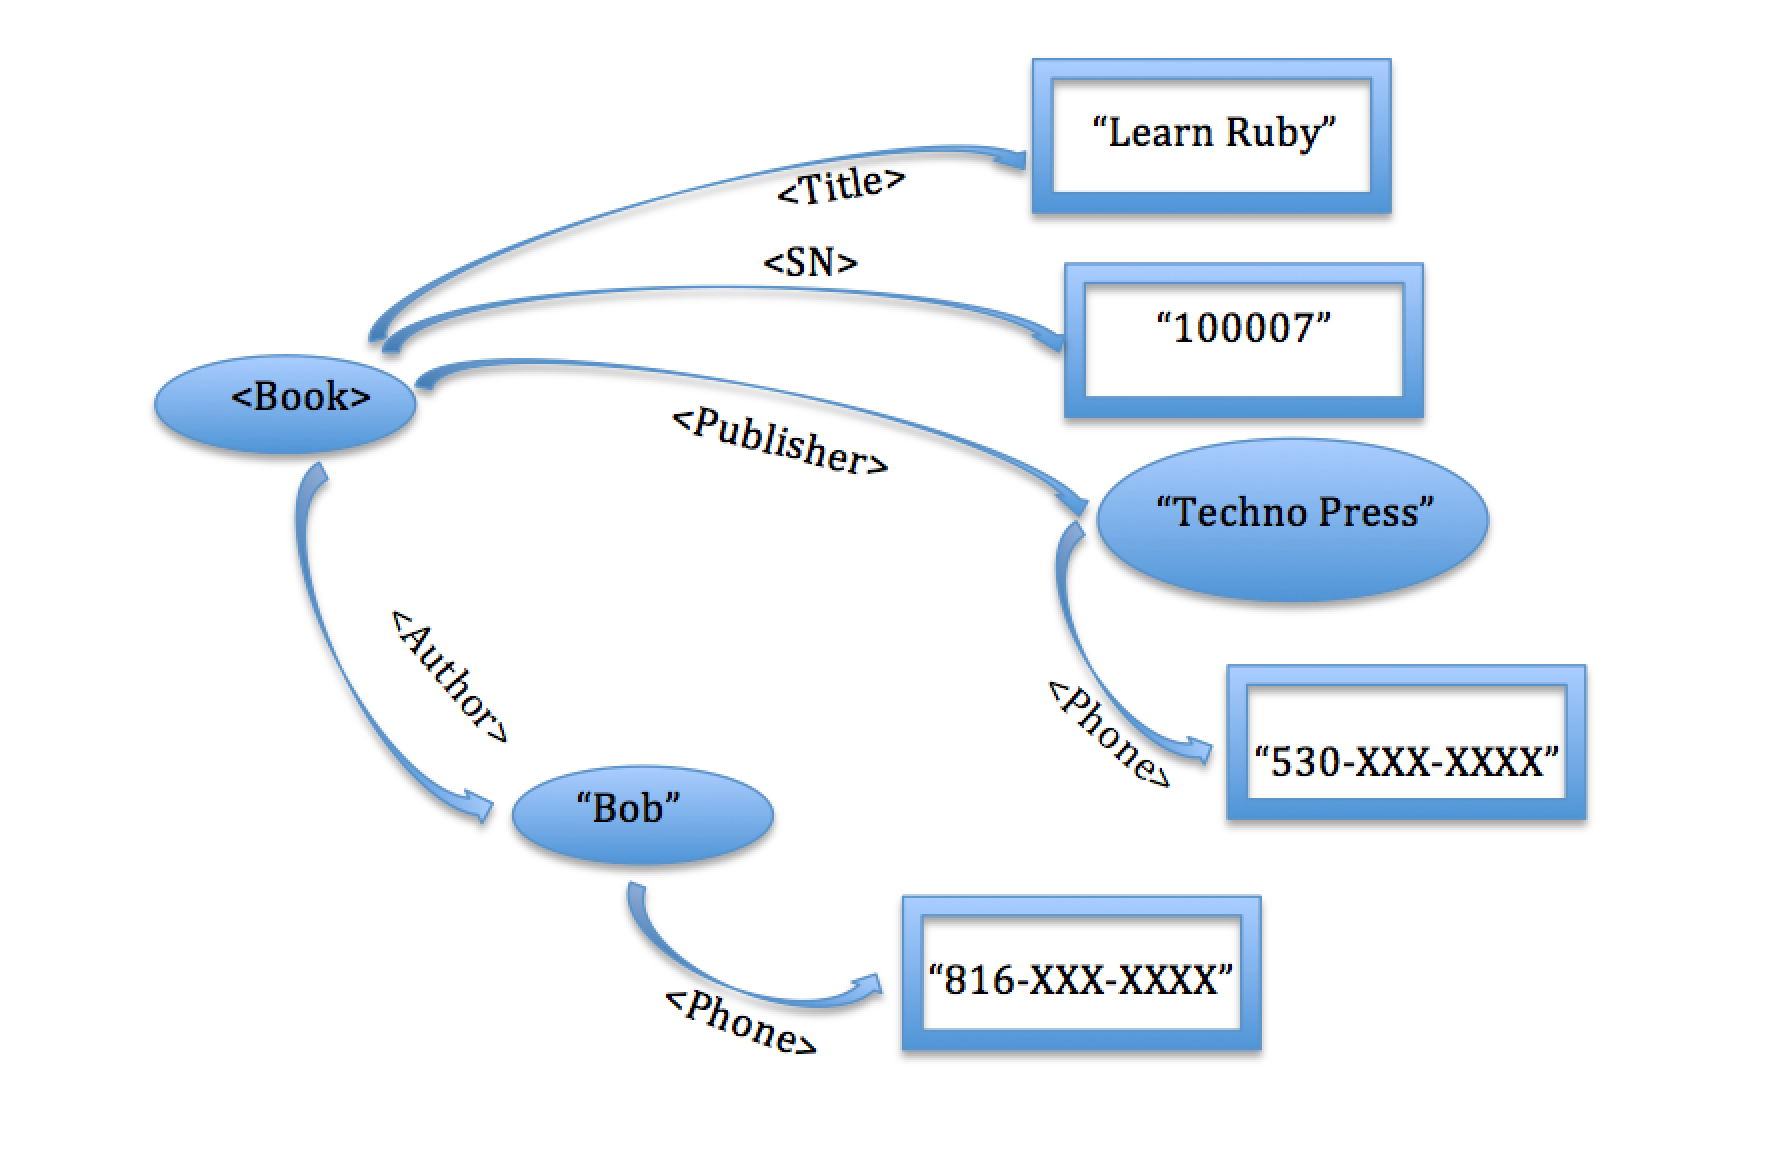 “Learn Ruby”
<Title>
<SN>
“100007”
<Book>
<Publisher>
“Techno Press”
<Author>
<Phone>
“530-XXX-XXXX”
“Bob”
“816-XXX-XXXX”
<Phone>